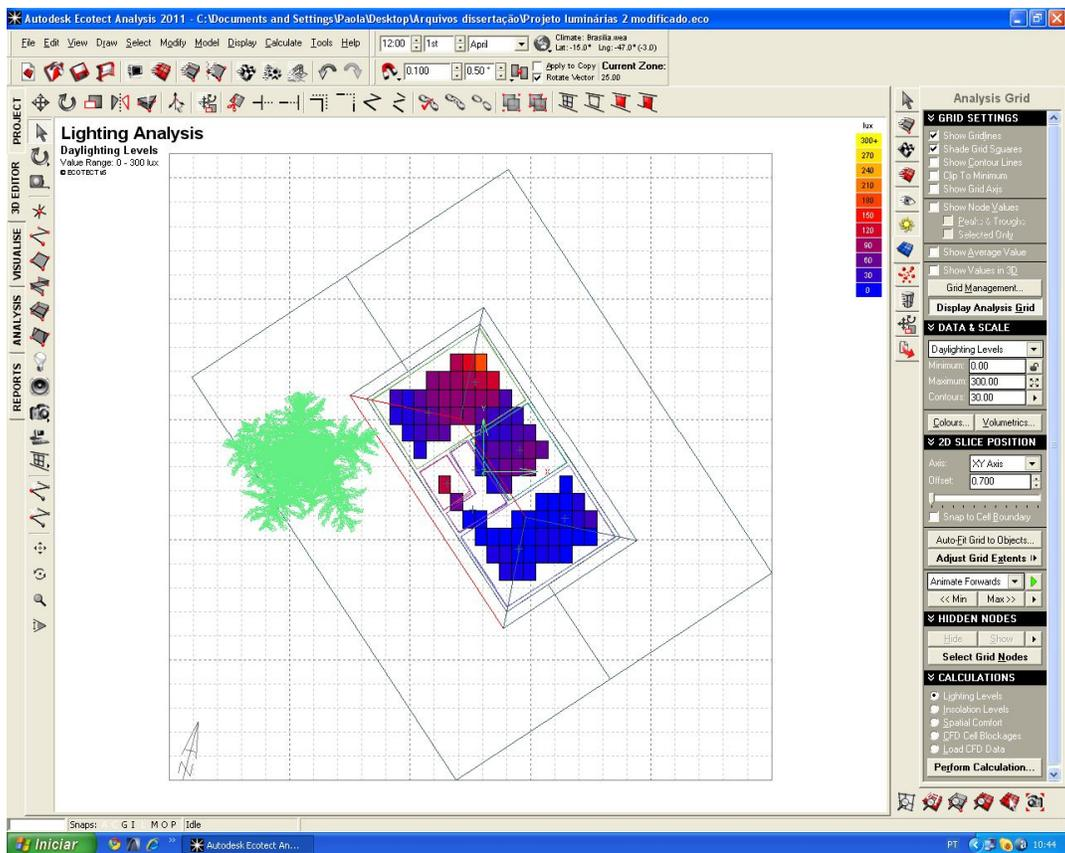 Autodesk Ecotect Analysis 2011 - C:\Documents and Settings\Paola\Desktop\Arquivos dissertação\Projeto luminárias 2 modificado.eco
File Edit View Draw Select Modify Model Display Calculate Tools Help
12:00 1st April
Climate: Brasilia.wea
Lat: -15.0° Lng: -47.0° (-3.0)
0.100 0.50°
Apply to Copy
Rotate Vector
Current Zone:
25.00
PROJECT
3D EDITOR
VISUALISE
ANALYSIS
REPORTS
Lighting Analysis
Daylighting Levels
Value Range: 0 - 300 lux
© ECOTECT v5
lux
300+
270
240
210
180
150
120
90
60
30
0
Analysis Grid
GRID SETTINGS
Show Gridlines
Shade Grid Squares
Show Contour Lines
Clip To Minimum
Show Grid Axis
Show Node Values
Peaks & Troughs
Selected Only
Show Average Value
Show Values in 3D
Grid Management...
Display Analysis Grid
DATA & SCALE
Daylighting Levels
Minimum: 0.00
Maximum: 300.00
Contours: 30.00
Colours... Volumetrics...
2D SLICE POSITION
Axis: XY Axis
Offset: 0.700
Snap to Cell Boundary
Auto-Fit Grid to Objects...
Adjust Grid Extents
Animate Forwards
<< Min Max >>
HIDDEN NODES
Hide Show
Select Grid Nodes
CALCULATIONS
Lighting Levels
Insolation Levels
Spatial Comfort
CFD Cell Blockages
Load CFD Data
Perform Calculation...
Snaps: G I M O P Idle
Iniciar
Autodesk Ecotect An...
PT 10:44